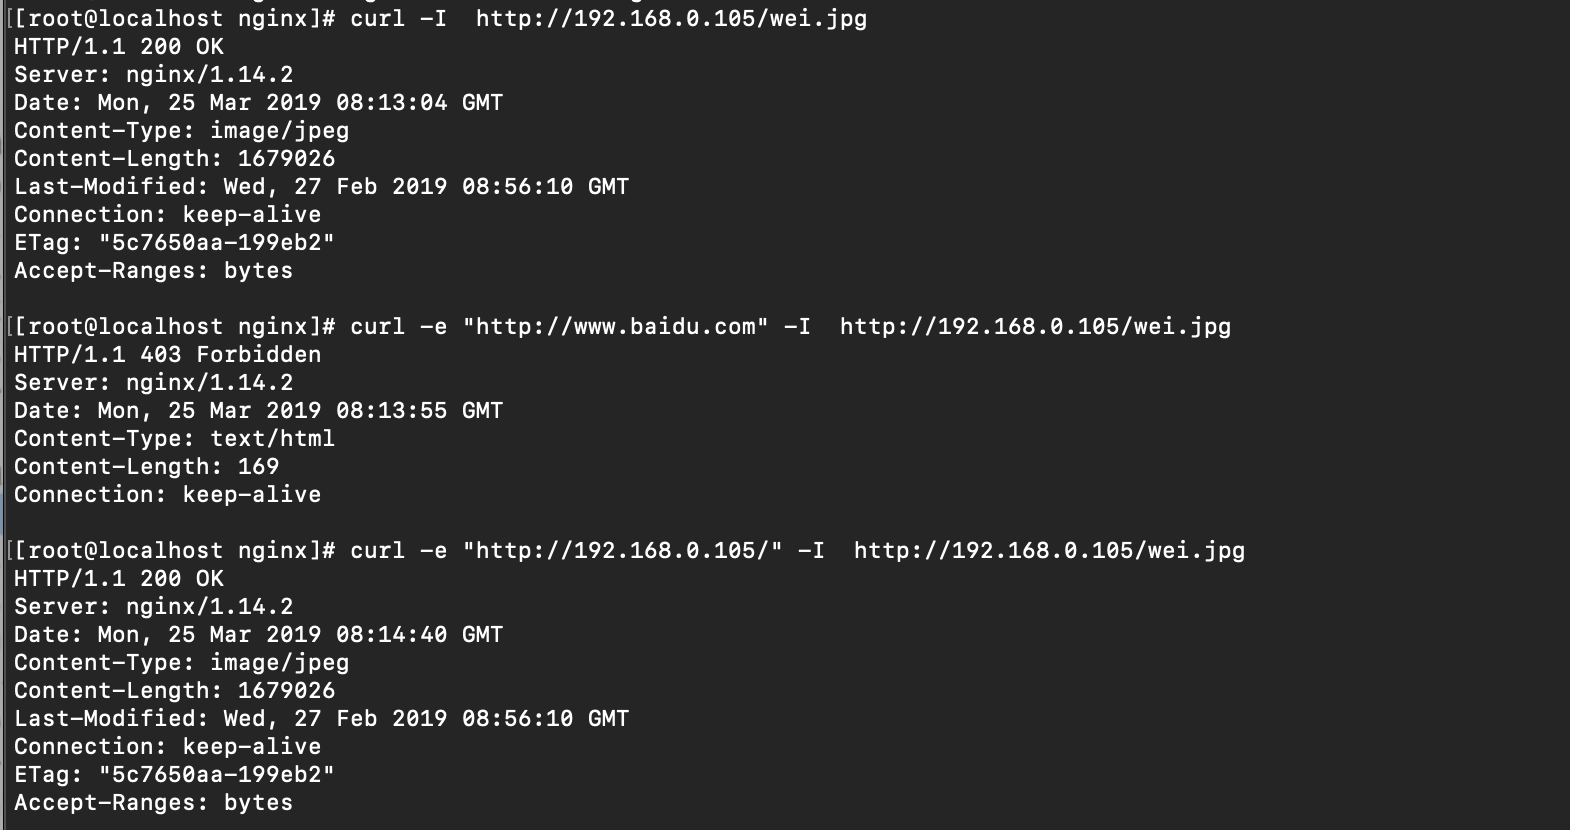 [[root@localhost nginx]# curl -I  http://192.168.0.105/wei.jpg
HTTP/1.1 200 OK
Server: nginx/1.14.2
Date: Mon, 25 Mar 2019 08:13:04 GMT
Content-Type: image/jpeg
Content-Length: 1679026
Last-Modified: Wed, 27 Feb 2019 08:56:10 GMT
Connection: keep-alive
ETag: "5c7650aa-199eb2"
Accept-Ranges: bytes
[[root@localhost nginx]# curl -e "http://www.baidu.com" -I  http://192.168.0.105/wei.jpg
HTTP/1.1 403 Forbidden
Server: nginx/1.14.2
Date: Mon, 25 Mar 2019 08:13:55 GMT
Content-Type: text/html
Content-Length: 169
Connection: keep-alive
[[root@localhost nginx]# curl -e "http://192.168.0.105/" -I  http://192.168.0.105/wei.jpg
HTTP/1.1 200 OK
Server: nginx/1.14.2
Date: Mon, 25 Mar 2019 08:14:40 GMT
Content-Type: image/jpeg
Content-Length: 1679026
Last-Modified: Wed, 27 Feb 2019 08:56:10 GMT
Connection: keep-alive
ETag: "5c7650aa-199eb2"
Accept-Ranges: bytes